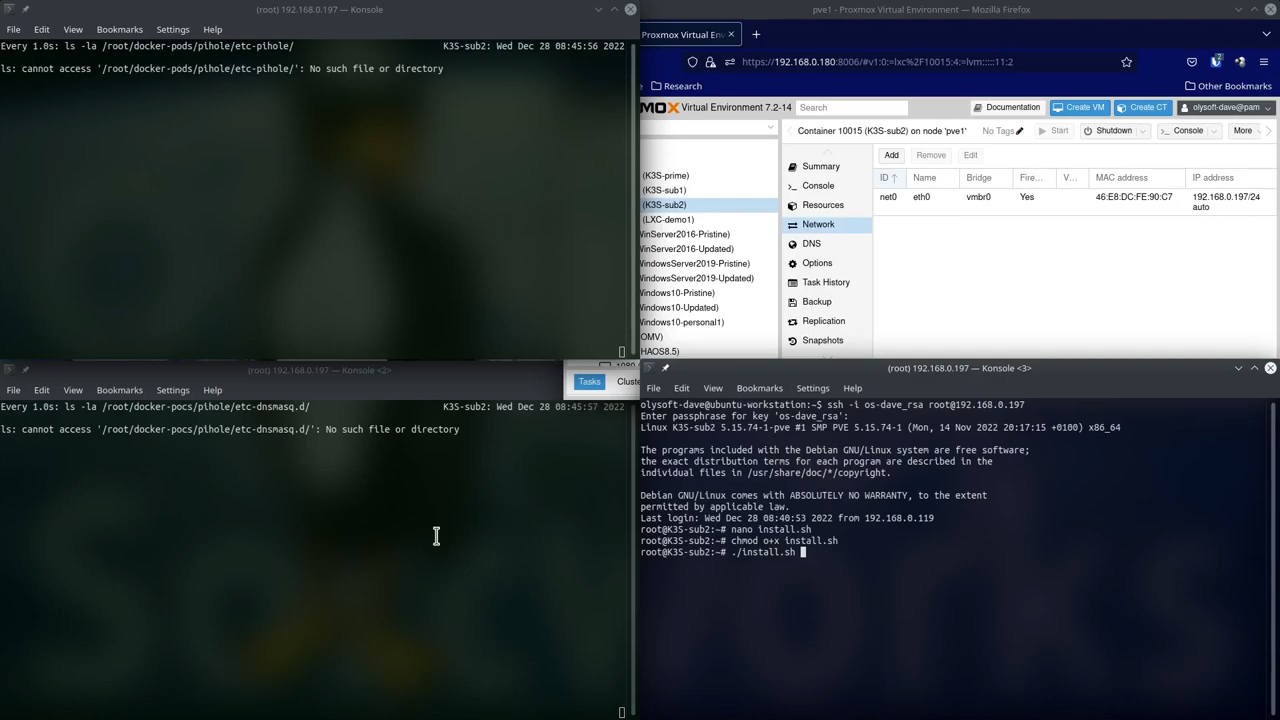 (root) 192.168.0.197 — Konsole
File Edit View Bookmarks Settings Help
Every 1.0s: ls -la /root/docker-pods/pihole/etc-pihole/ K3S-sub2: Wed Dec 28 08:45:56 2022
ls: cannot access '/root/docker-pods/pihole/etc-pihole/': No such file or directory
pve1 - Proxmox Virtual Environment — Mozilla Firefox
Proxmox Virtual Env
https://192.168.0.180:8006/#v1:0:=lxc%2F10015:4:=lvm:::::11:2
Research
Other Bookmarks
MOX Virtual Environment 7.2-14 Search Documentation Create VM Create CT olysoft-dave@pam
Container 10015 (K3S-sub2) on node 'pve1' No Tags Start Shutdown Console More
(K3S-prime)
(K3S-sub1)
(K3S-sub2)
(LXC-demo1)
WinServer2016-Pristine)
WinServer2016-Updated)
WindowsServer2019-Pristine)
WindowsServer2019-Updated)
Windows10-Pristine)
Windows10-Updated)
Windows10-personal1)
OMV)
HAOS8.5)
Summary
Console
Resources
Network
DNS
Options
Task History
Backup
Replication
Snapshots
Add Remove Edit
ID Name Bridge Fire... V... MAC address IP address
net0 eth0 vmbr0 Yes 46:E8:DC:FE:90:C7 192.168.0.197/24
auto
Tasks Cluste
(root) 192.168.0.197 — Konsole <2>
File Edit View Bookmarks Settings Help
Every 1.0s: ls -la /root/docker-pocs/pihole/etc-dnsmasq.d/ K3S-sub2: Wed Dec 28 08:45:57 2022
ls: cannot access '/root/docker-pocs/pihole/etc-dnsmasq.d/': No such file or directory
(root) 192.168.0.197 — Konsole <3>
File Edit View Bookmarks Settings Help
olysoft-dave@ubuntu-workstation:~$ ssh -i os-dave_rsa root@192.168.0.197
Enter passphrase for key 'os-dave_rsa':
Linux K3S-sub2 5.15.74-1-pve #1 SMP PVE 5.15.74-1 (Mon, 14 Nov 2022 20:17:15 +0100) x86_64
The programs included with the Debian GNU/Linux system are free software;
the exact distribution terms for each program are described in the
individual files in /usr/share/doc/*/copyright.
Debian GNU/Linux comes with ABSOLUTELY NO WARRANTY, to the extent
permitted by applicable law.
Last login: Wed Dec 28 08:40:53 2022 from 192.168.0.119
root@K3S-sub2:~# nano install.sh
root@K3S-sub2:~# chmod o+x install.sh
root@K3S-sub2:~# ./install.sh